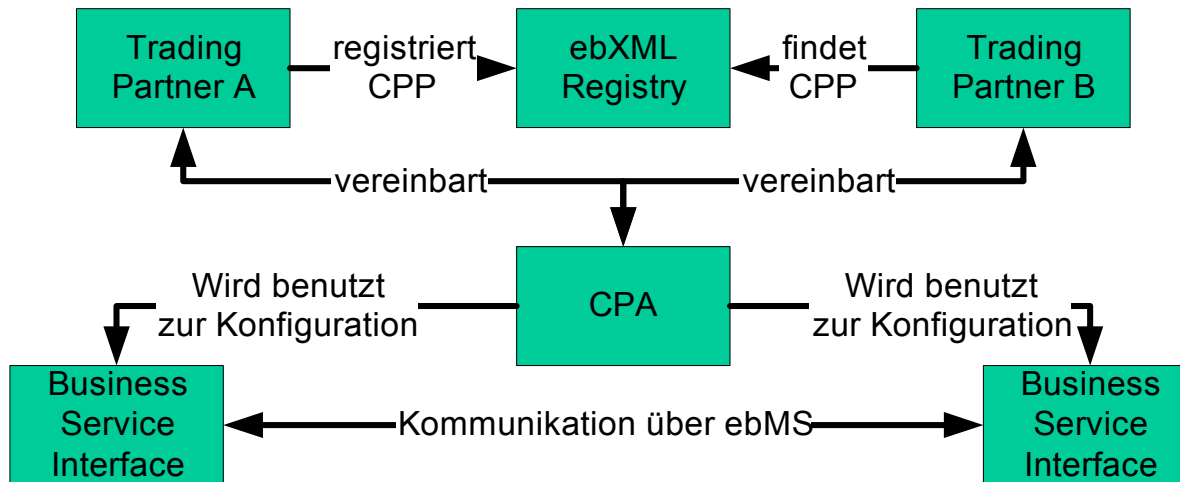 Trading
Partner A
registriert
CPP
ebXML
Registry
findet
CPP
Trading
Partner B
vereinbart
vereinbart
Wird benutzt
zur Konfiguration
CPA
Wird benutzt
zur Konfiguration
Business
Service
Interface
Kommunikation über ebMS
Business
Service
Interface